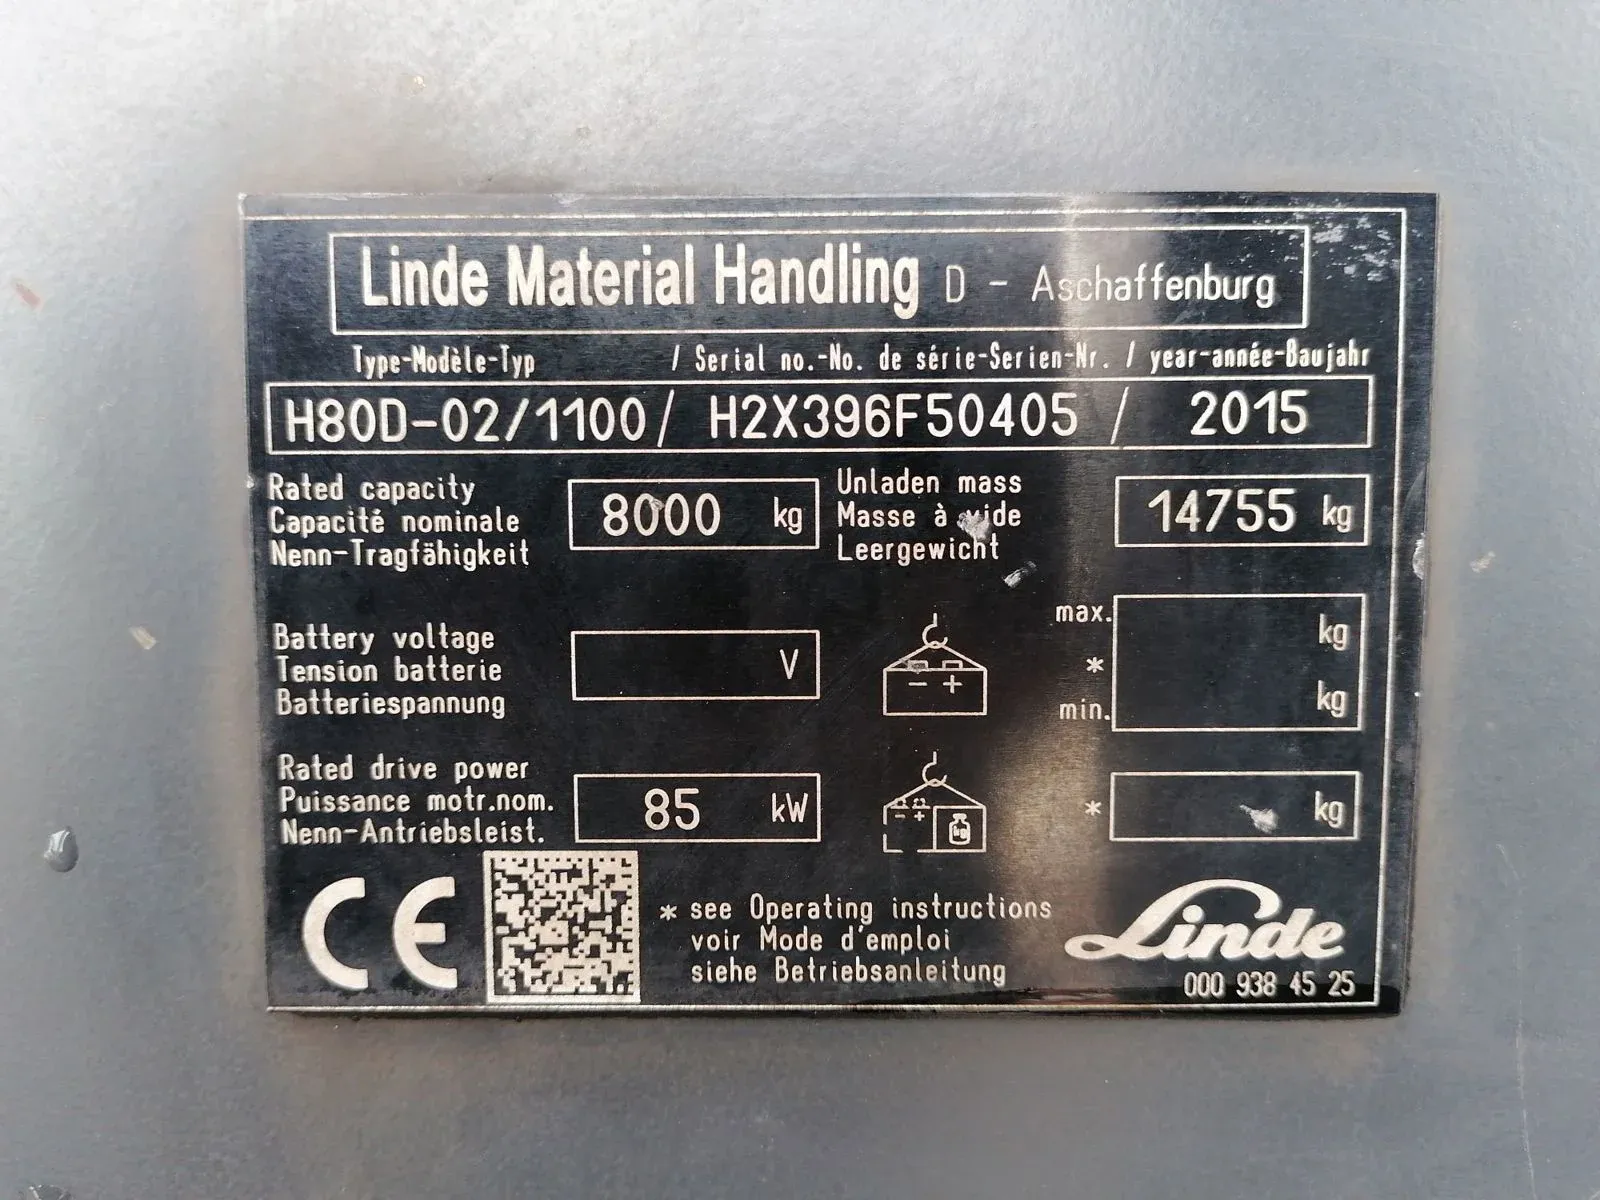 Linde Material Handling D - Aschaffenburg
Type-Modèle-Typ / Serial no.-No. de série-Serien-Nr. / year-année-Baujahr
H80D-02/1100/ H2X396F50405 / 2015
Rated capacity
Capacité nominale
Nenn-Tragfähigkeit
8000 kg
Unladen mass
Masse à vide
Leergewicht
14755 kg
Battery voltage
Tension batterie
Batteriespannung
V
- +
max.
*
min.
kg
kg
Rated drive power
Puissance motr.nom.
Nenn-Antriebsleist.
85 kW
- +
kg
*
kg
CE
* see Operating instructions
voir Mode d'emploi
siehe Betriebsanleitung
Linde
000 938 45 25